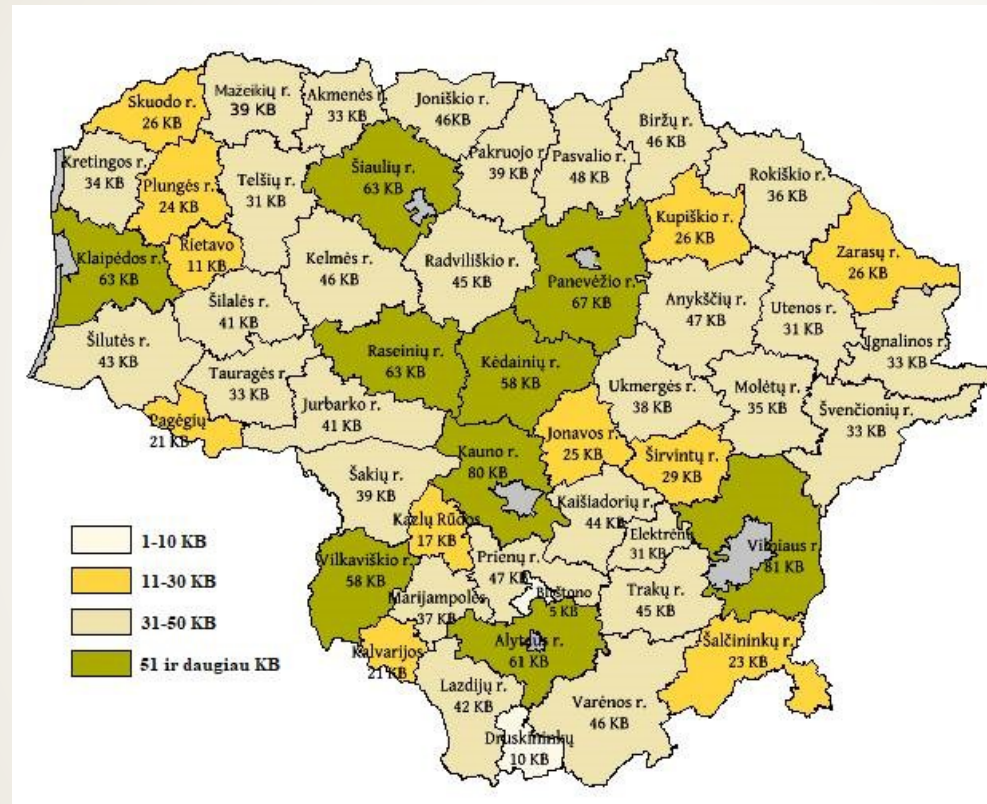 Skuodo r.
26 KB
Mažeikių r.
39 KB
Akmenės r.
33 KB
Joniškio r.
46KB
Pakruojo r.
39 KB
Pasvalio r.
48 KB
Biržų r.
46 KB
Rokiškio r.
36 KB
Kretingos r.
34 KB
Plungės r.
24 KB
Telšių r.
31 KB
Šiaulių r.
63 KB
Kupiškio r.
26 KB
Zarasų r.
26 KB
Klaipėdos r.
63 KB
Rietavo
11 KB
Kelmės r.
46 KB
Radviliškio r.
45 KB
Panevėžio r.
67 KB
Anykščių r.
47 KB
Utenos r.
31 KB
Ignalinos r.
33 KB
Šilutės r.
43 KB
Šilalės r.
41 KB
Tauragės r.
33 KB
Raseinių r.
63 KB
Kėdainių r.
58 KB
Ukmergės r.
38 KB
Molėtų r.
35 KB
Švenčionių r.
33 KB
Pagėgių
21 KB
Jurbarko r.
41 KB
Jonavos r.
25 KB
Širvintų r.
29 KB
Šakių r.
39 KB
Kauno r.
80 KB
Kaišiadorių r.
44 KB
Elektrėnų
31 KB
Vilniaus r.
81 KB
Kazlų Rūdos
17 KB
Vilkaviškio r.
58 KB
Prienų r.
47 KB
Birštono
5 KB
Trakų r.
45 KB
Marijampolės
37 KB
Kalvarijos
21 KB
Alytaus r.
61 KB
Šalčininkų r.
23 KB
Lazdijų r.
42 KB
Varėnos r.
46 KB
Druskininkų
10 KB
1-10 KB
11-30 KB
31-50 KB
51 ir daugiau KB